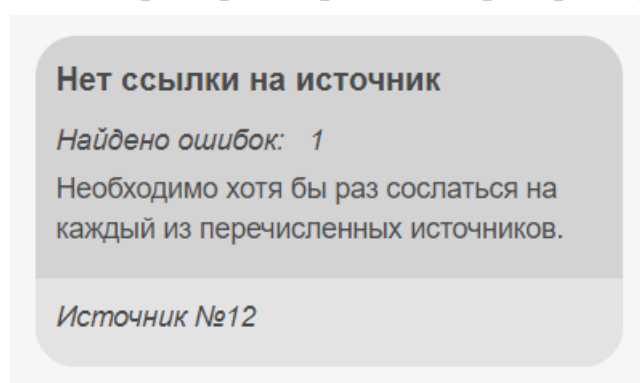 Нет ссылки на источник
Найдено ошибок: 1
Необходимо хотя бы раз сослаться на
каждый из перечисленных источников.
Источник №12